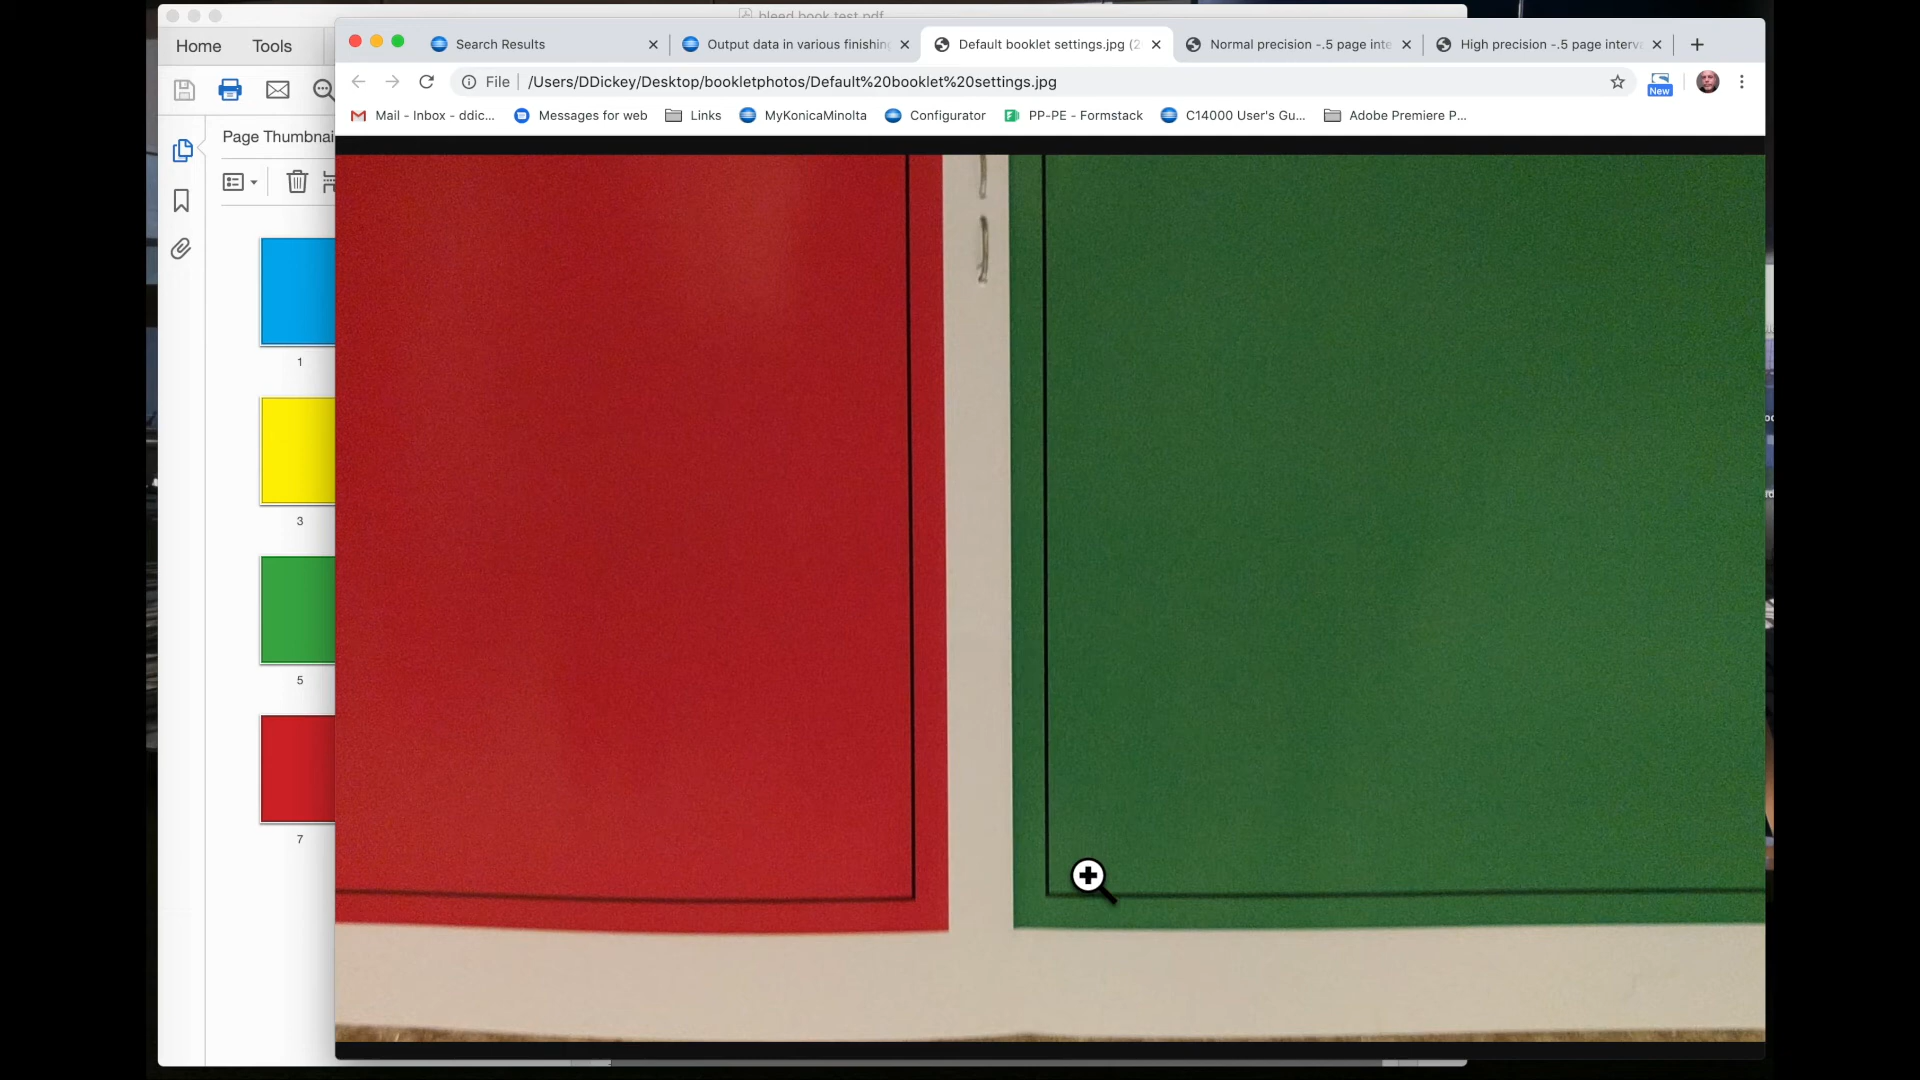 bleed book test.pdf
Home Tools
Search Results
Output data in various finishing
Default booklet settings.jpg (2
Normal precision -.5 page inte
High precision -.5 page interv
File /Users/DDickey/Desktop/bookletphotos/Default%20booklet%20settings.jpg
New
Mail - Inbox - ddic...
Messages for web
Links
MyKonicaMinolta
Configurator
PP-PE - Formstack
C14000 User's Gu...
Adobe Premiere P...
Page Thumbnai
1
3
5
7